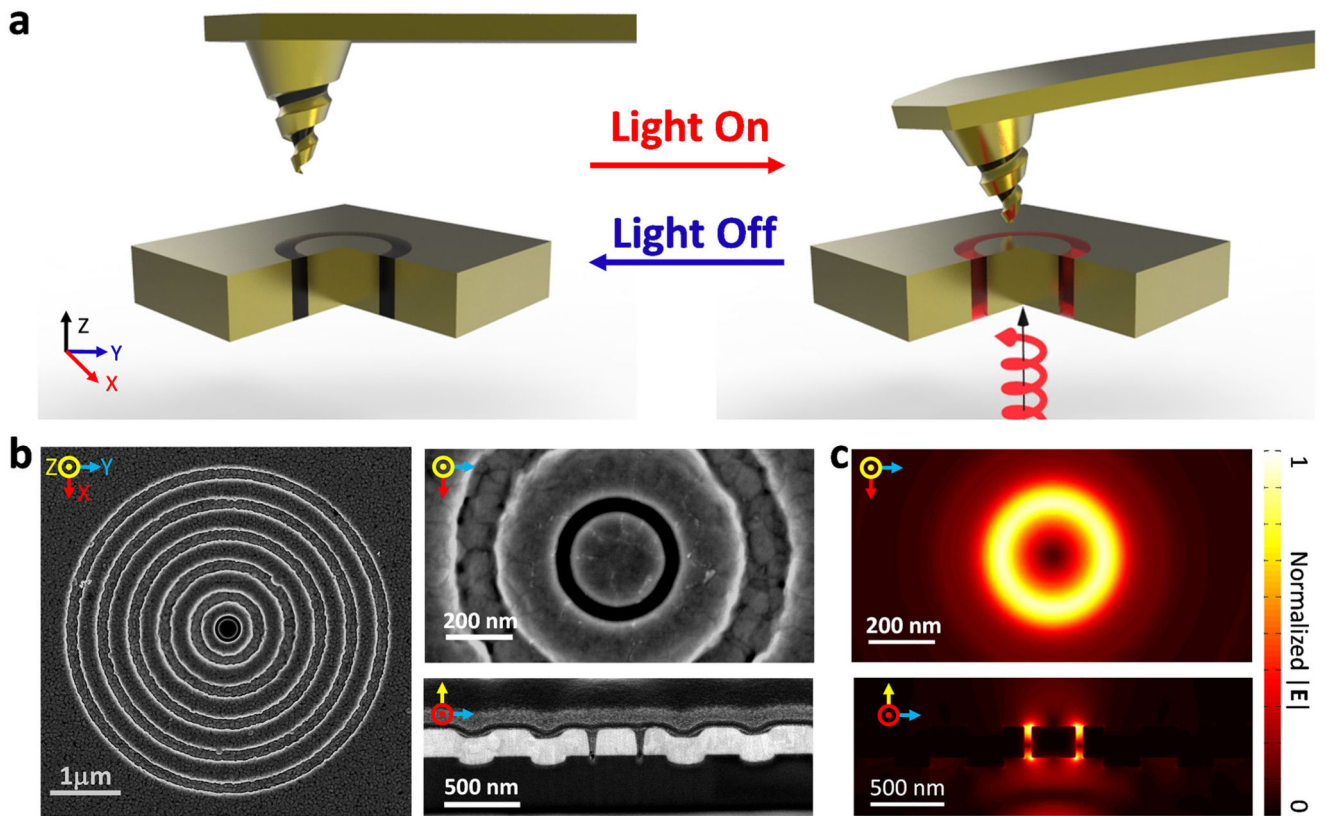 a
Light On
Light Off
Z
Y
X
b
Z
Y
X
1μm
200 nm
500 nm
c
200 nm
500 nm
1
Normalized |E|
0